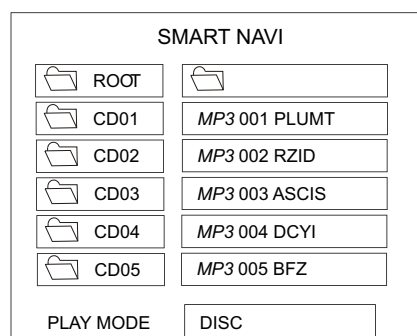 SMART NAVI
ROOT
CD01 MP3 001 PLUMT
CD02 MP3 002 RZID
CD03 MP3 003 ASCIS
CD04 MP3 004 DCYI
CD05 MP3 005 BFZ
PLAY MODE DISC